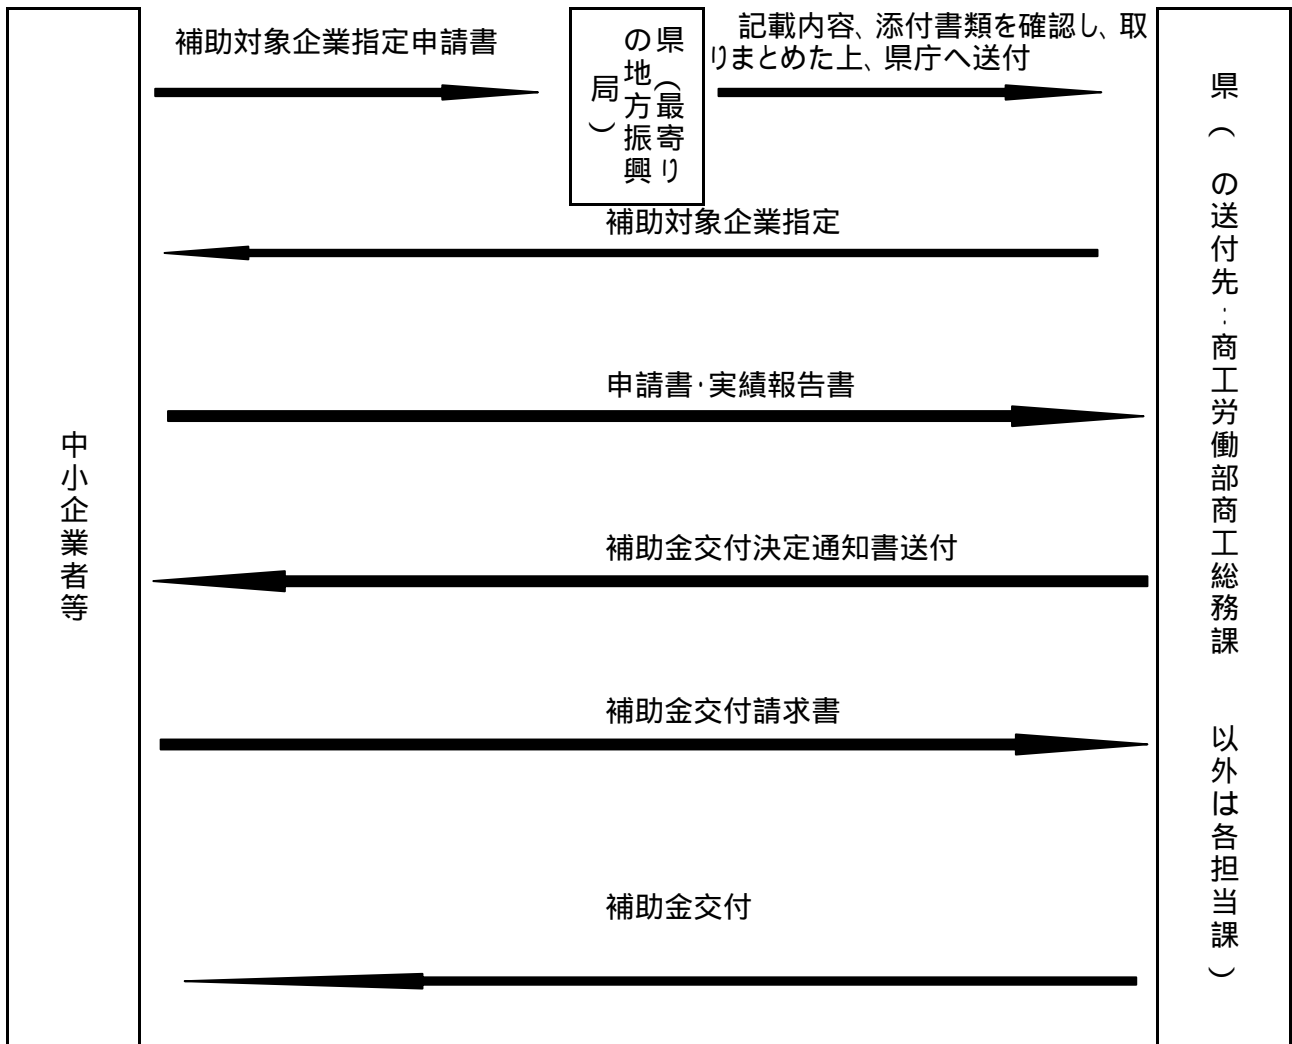 補助対象企業指定申請書
県（最寄り
の地方振興
局）
記載内容、添付書類を確認し、取
りまとめた上、県庁へ送付
補助対象企業指定
申請書・実績報告書
補助金交付決定通知書送付
補助金交付請求書
補助金交付
中小企業者等
県（　の送付先：商工労働部商工総務課　　以外は各担当課）